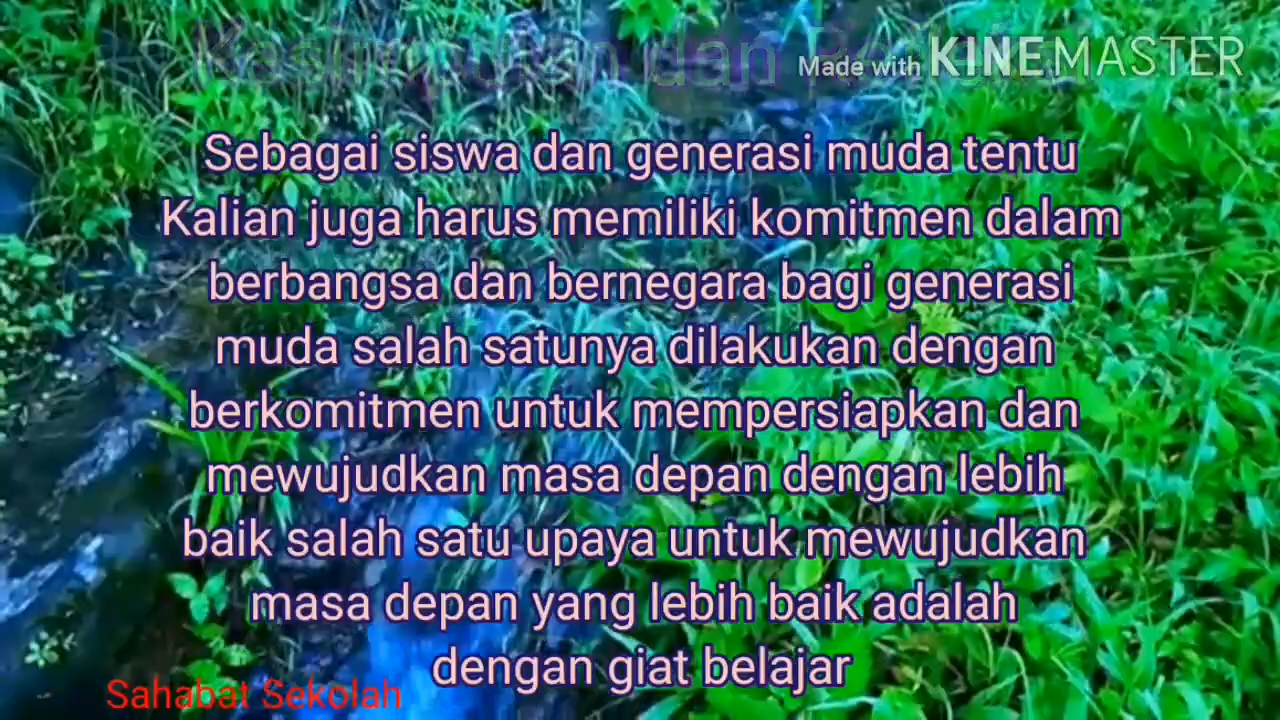 Kesimpulan dan
Made with KINEMASTER
Sebagai siswa dan generasi muda tentu
Kalian juga harus memiliki komitmen dalam
berbangsa dan bernegara bagi generasi
muda salah satunya dilakukan dengan
berkomitmen untuk mempersiapkan dan
mewujudkan masa depan dengan lebih
baik salah satu upaya untuk mewujudkan
masa depan yang lebih baik adalah
dengan giat belajar
Sahabat Sekolah